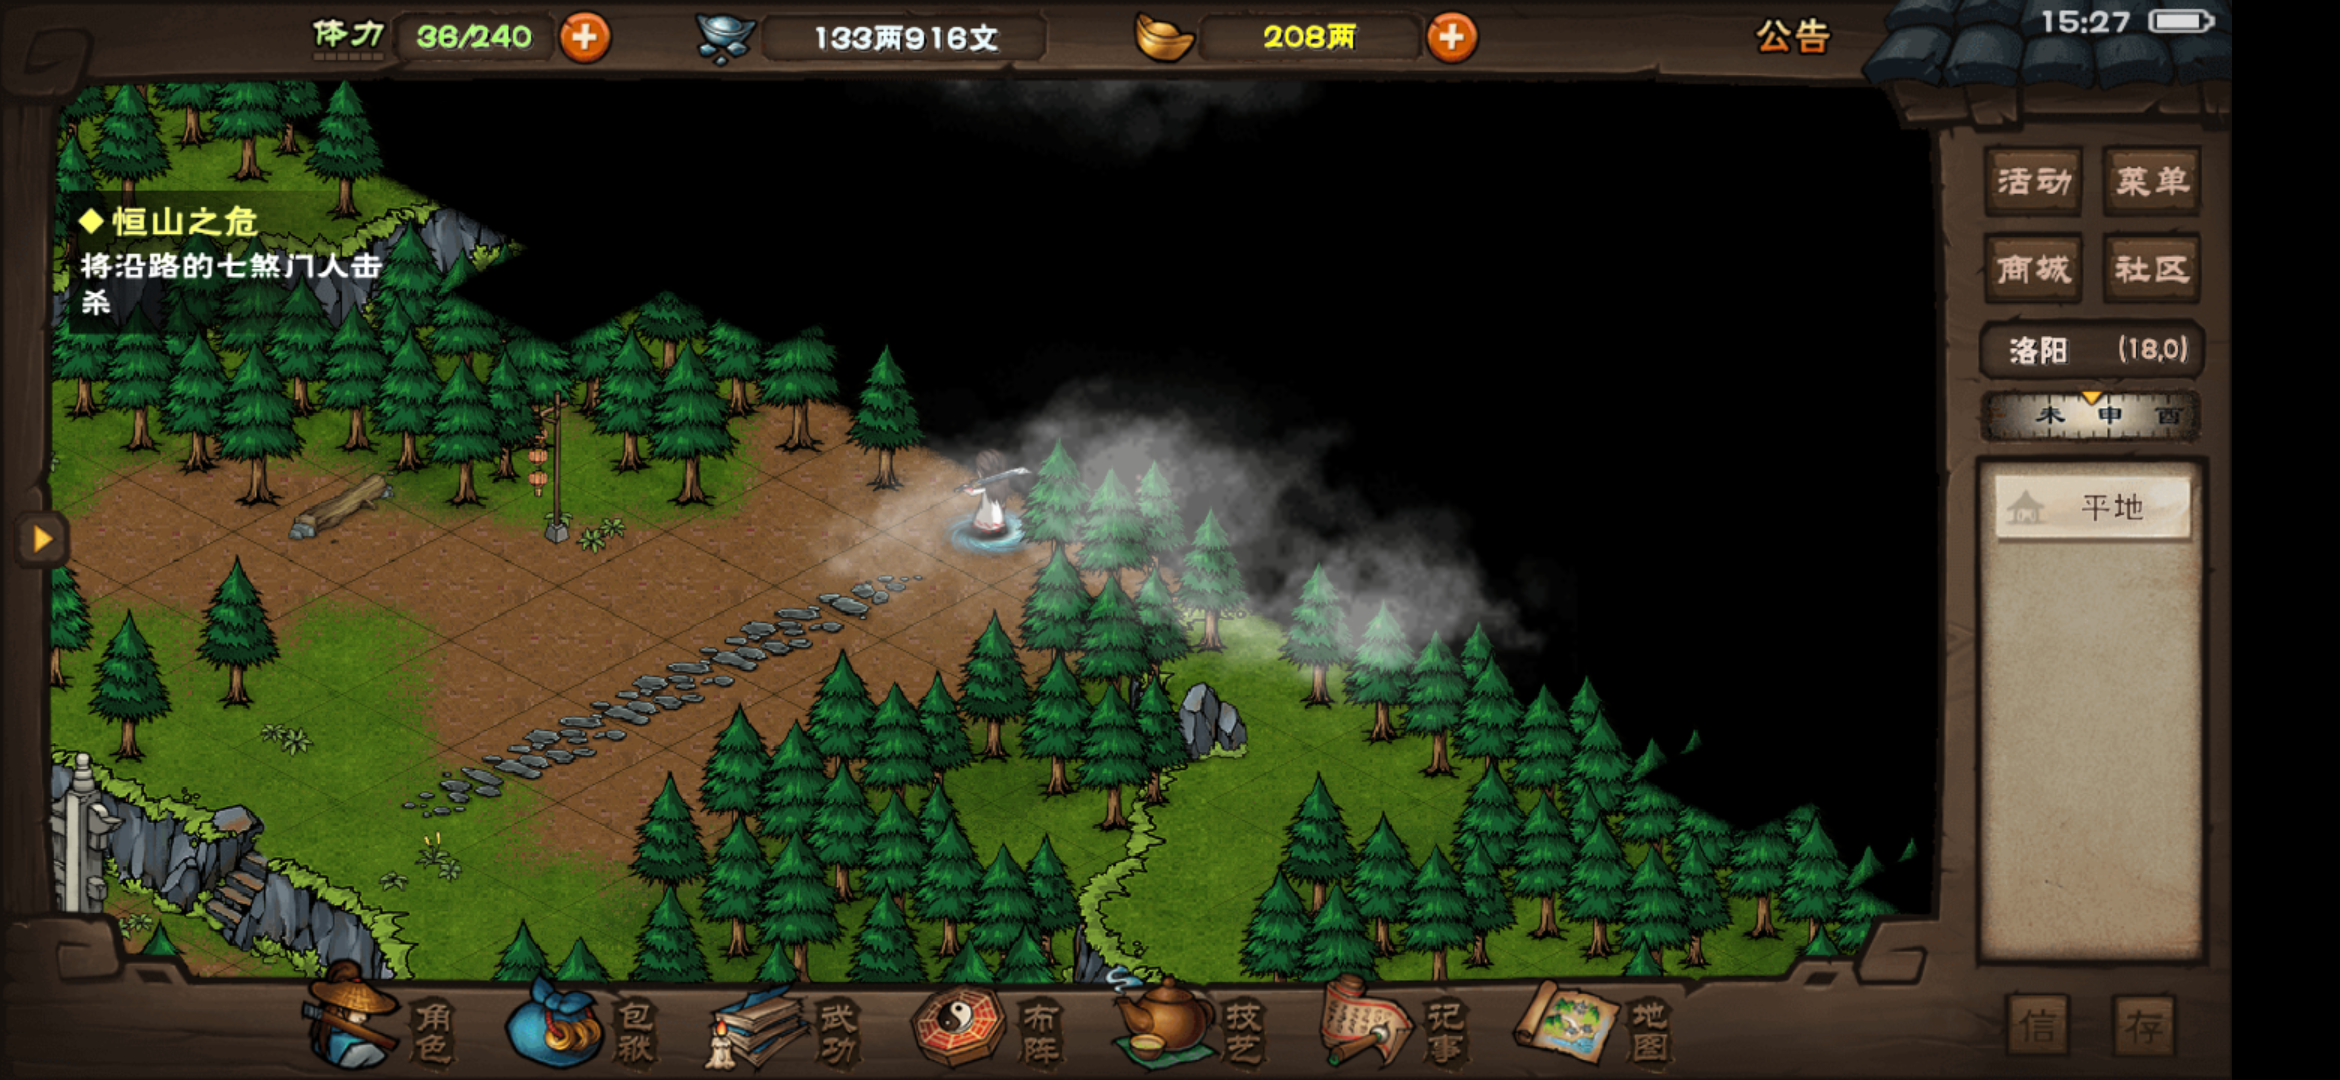 体力 36/240 133两916文 208两 公告 15:27
活动 菜单
◆恒山之危
将沿路的七煞门人击
杀
商城 社区
洛阳 (18,0)
未 申 酉
平地
角色 包袱 武功 布阵 技艺 记事 地图
信 存